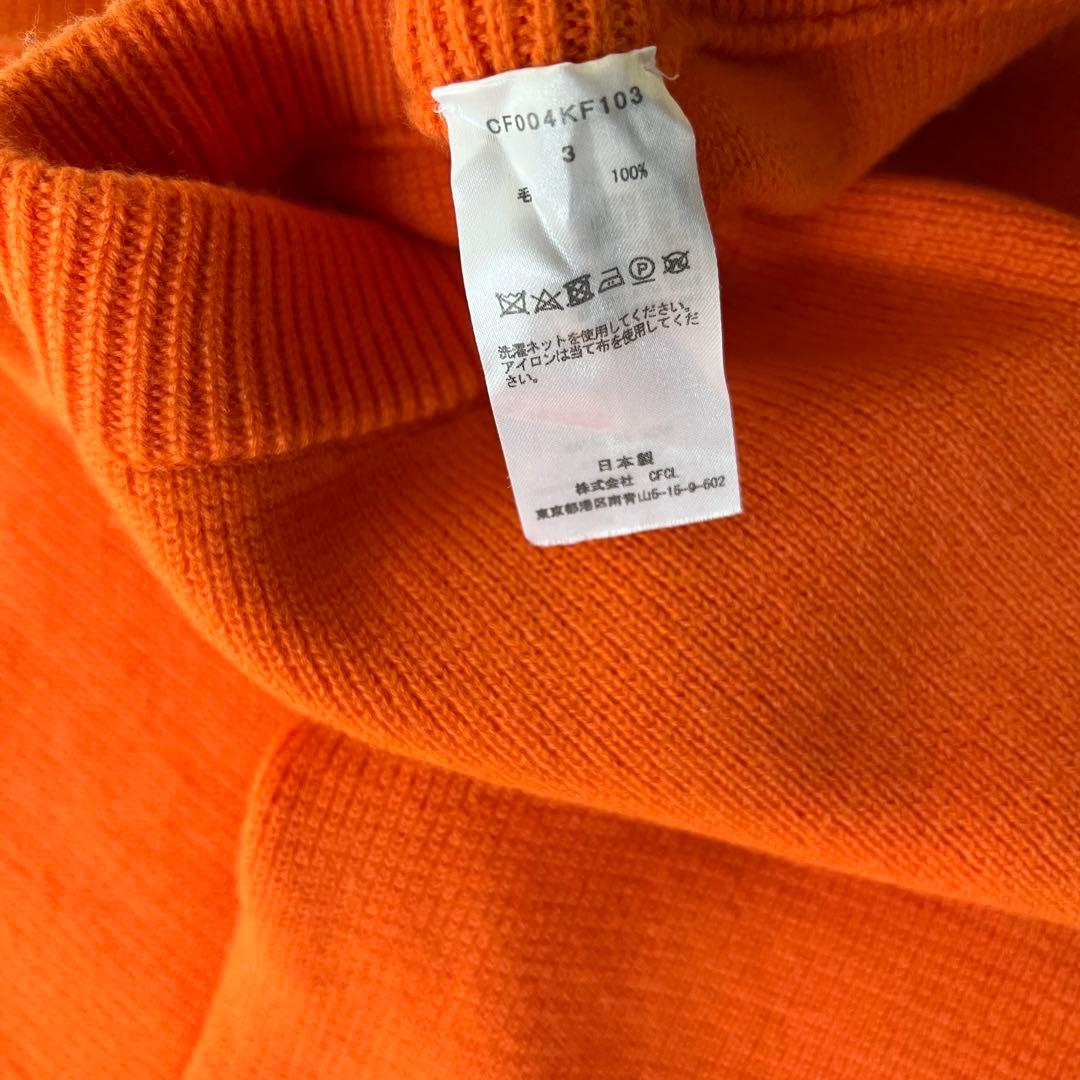 CF004KF103
3
毛 100%
洗濯ネットを使用してください。
アイロンは当て布を使用してくだ
さい。
日本製
株式会社 CFCL
東京都港区南青山5-15-9-602